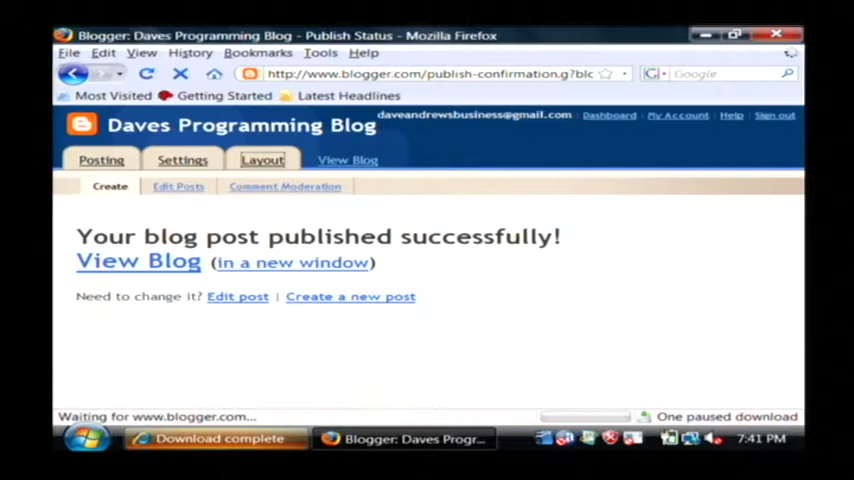 Blogger: Daves Programming Blog - Publish Status - Mozilla Firefox
File Edit View History Bookmarks Tools Help
http://www.blogger.com/publish-confirmation.g?blo
Google
Most Visited Getting Started Latest Headlines
daveandrewsbusiness@gmail.com Dashboard My Account Help Sign out
Daves Programming Blog
Posting Settings Layout View Blog
Create Edit Posts Comment Moderation
Your blog post published successfully!
View Blog (in a new window)
Need to change it? Edit post | Create a new post
Waiting for www.blogger.com...
One paused download
Download complete
Blogger: Daves Progr...
7:41 PM